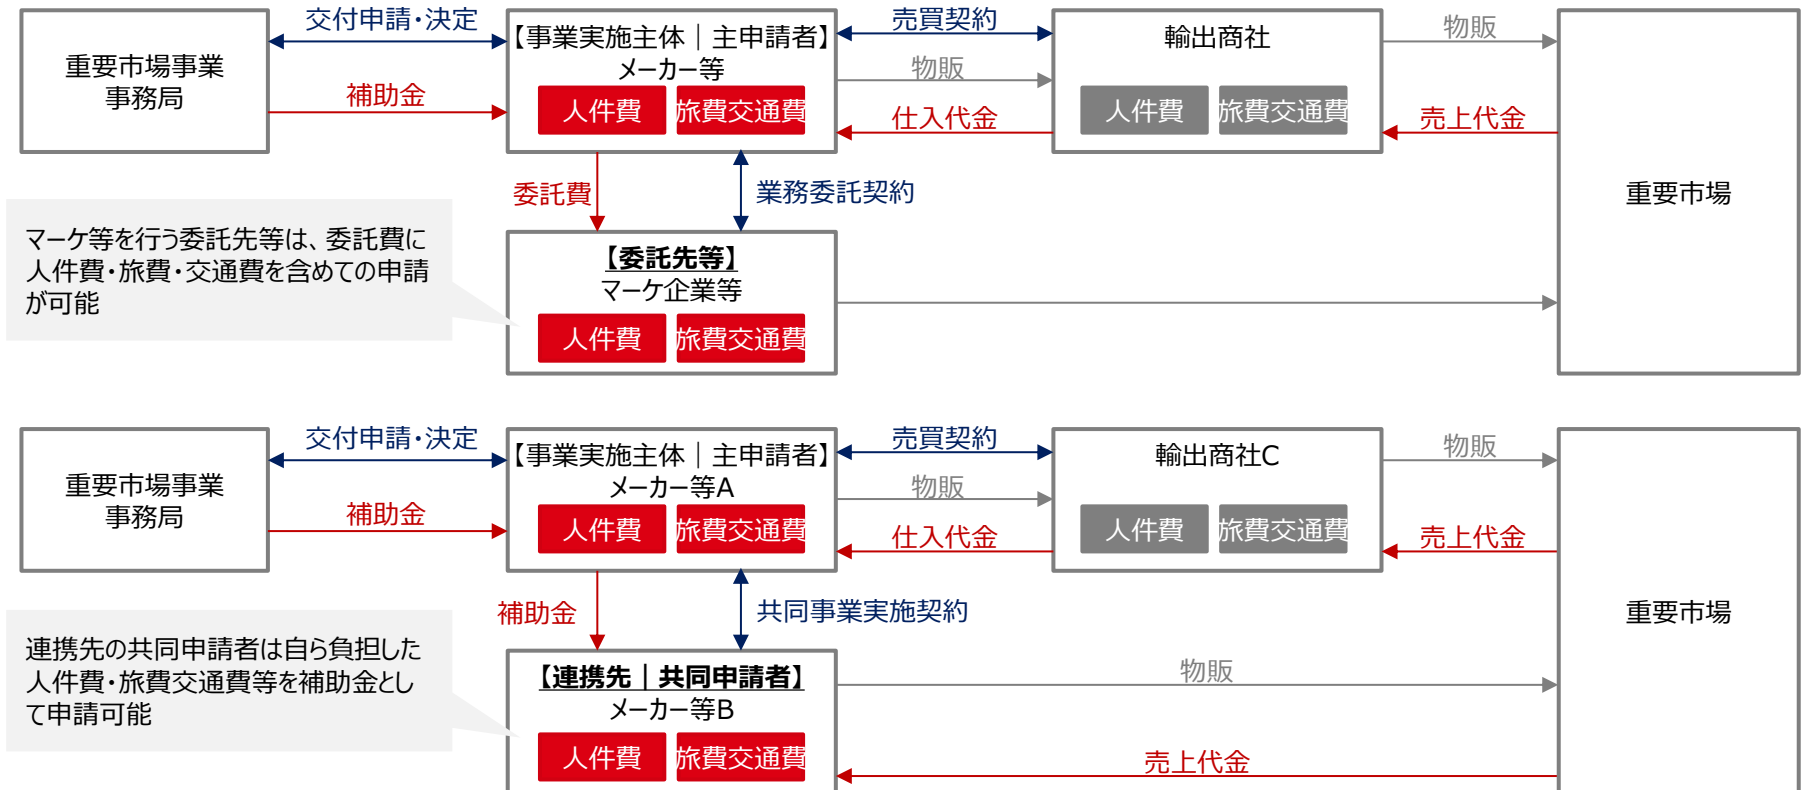 交付申請・決定
売買契約
物販
重要市場事業
事務局
補助金
【事業実施主体｜主申請者】
メーカー等
人件費
旅費交通費
物販
仕入代金
輸出商社
人件費
旅費交通費
売上代金
重要市場
委託費
業務委託契約
マーケ等を行う委託先等は、委託費に
人件費・旅費・交通費を含めての申請
が可能
【委託先等】
マーケ企業等
人件費
旅費交通費
交付申請・決定
売買契約
物販
重要市場事業
事務局
補助金
【事業実施主体｜主申請者】
メーカー等A
人件費
旅費交通費
物販
仕入代金
輸出商社C
人件費
旅費交通費
売上代金
重要市場
補助金
共同事業実施契約
連携先の共同申請者は自ら負担した
人件費・旅費交通費等を補助金とし
て申請可能
【連携先｜共同申請者】
メーカー等B
人件費
旅費交通費
物販
売上代金